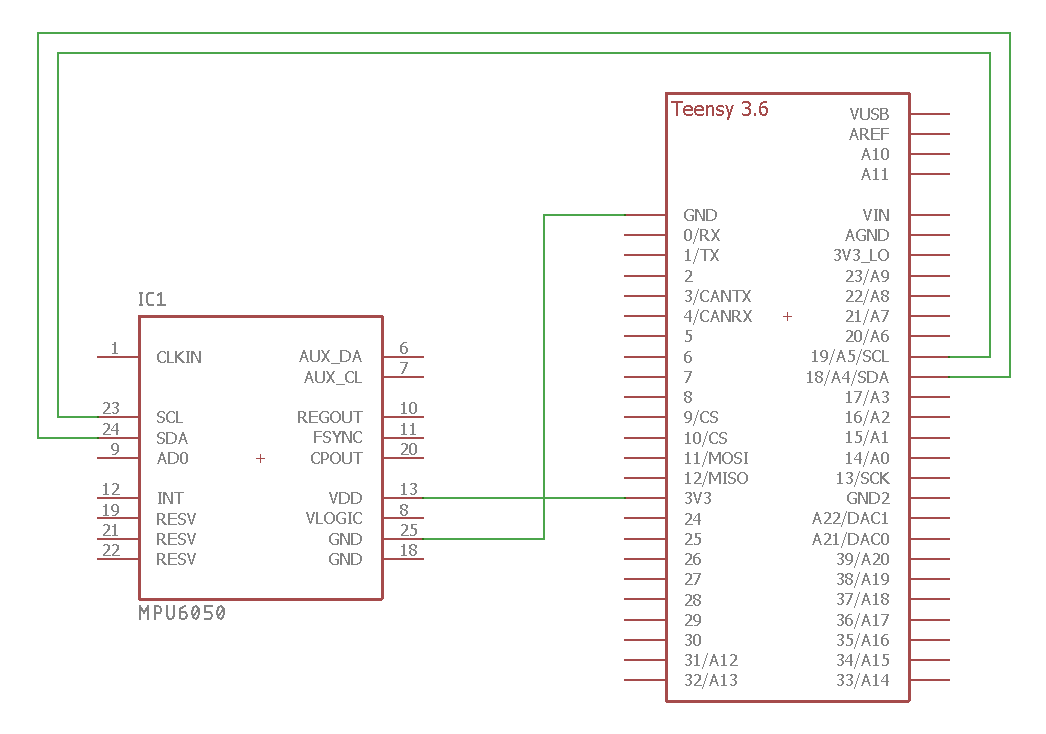 Teensy 3.6
VUSB
AREF
A10
A11
GND VIN
0/RX AGND
1/TX 3V3_LO
2 23/A9
3/CANTX 22/A8
4/CANRX 21/A7
5 20/A6
6 19/A5/SCL
7 18/A4/SDA
8 17/A3
9/CS 16/A2
10/CS 15/A1
11/MOSI 14/A0
12/MISO 13/SCK
3V3 GND2
24 A22/DAC1
25 A21/DAC0
26 39/A20
27 38/A19
28 37/A18
29 36/A17
30 35/A16
31/A12 34/A15
32/A13 33/A14
IC1
1 CLKIN AUX_DA 6
AUX_CL 7
23 SCL REGOUT 10
24 SDA FSYNC 11
9 AD0 CPOUT 20
12 INT VDD 13
19 RESV VLOGIC 8
21 RESV GND 25
22 RESV GND 18
MPU6050